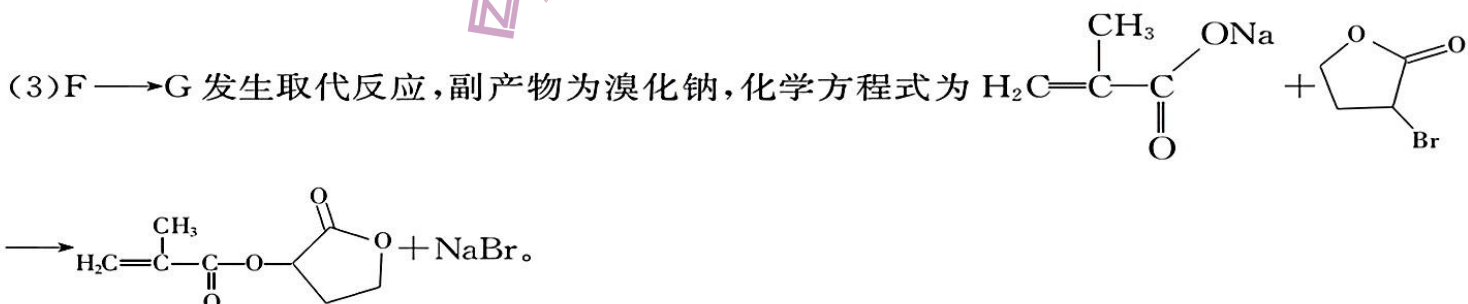 (3)F⟶G 发生取代反应,副产物为溴化钠,化学方程式为 H₂C=C(CH₃)—C(=O)ONa + O O Br
⟶ H₂C=C(CH₃)—C(=O)—O O O +NaBr。